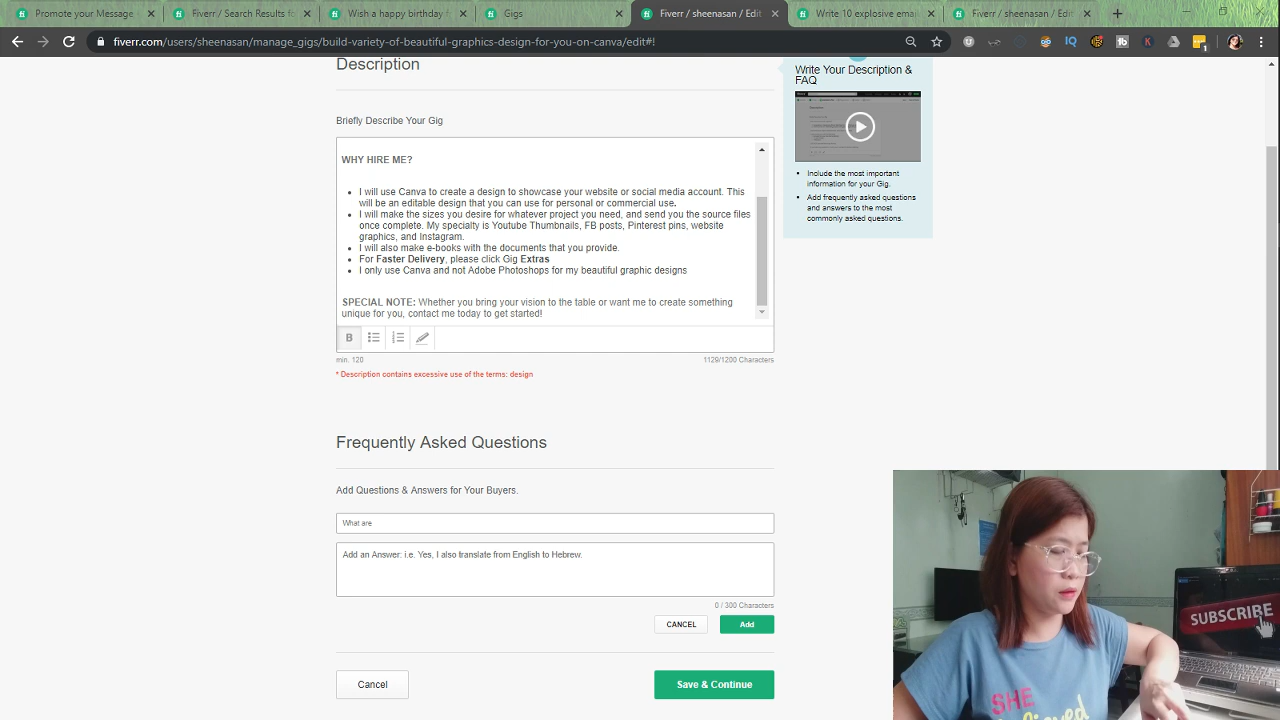 Promote your Message
Fiverr / Search Results fo
Wish a happy birthday f
Gigs
Fiverr / sheenasan / Edit
Write 10 explosive emai
Fiverr / sheenasan / Edit
fiverr.com/users/sheenasan/manage_gigs/build-variety-of-beautiful-graphics-design-for-you-on-canva/edit#!
Description
Write Your Description &
FAQ
Include the most important
information for your Gig.
Add frequently asked questions
and answers to the most
commonly asked questions.
Briefly Describe Your Gig
WHY HIRE ME?
I will use Canva to create a design to showcase your website or social media account. This
will be an editable design that you can use for personal or commercial use.
I will make the sizes you desire for whatever project you need, and send you the source files
once complete. My specialty is Youtube Thumbnails, FB posts, Pinterest pins, website
graphics, and Instagram.
I will also make e-books with the documents that you provide.
For Faster Delivery, please click Gig Extras
I only use Canva and not Adobe Photoshops for my beautiful graphic designs
SPECIAL NOTE: Whether you bring your vision to the table or want me to create something
unique for you, contact me today to get started!
B
min. 120
1129/1200 Characters
* Description contains excessive use of the terms: design
Frequently Asked Questions
Add Questions & Answers for Your Buyers.
What are
Add an Answer: i.e. Yes, I also translate from English to Hebrew.
0 / 300 Characters
CANCEL
Add
Cancel
Save & Continue
SUBSCRIBE
SHE
believed